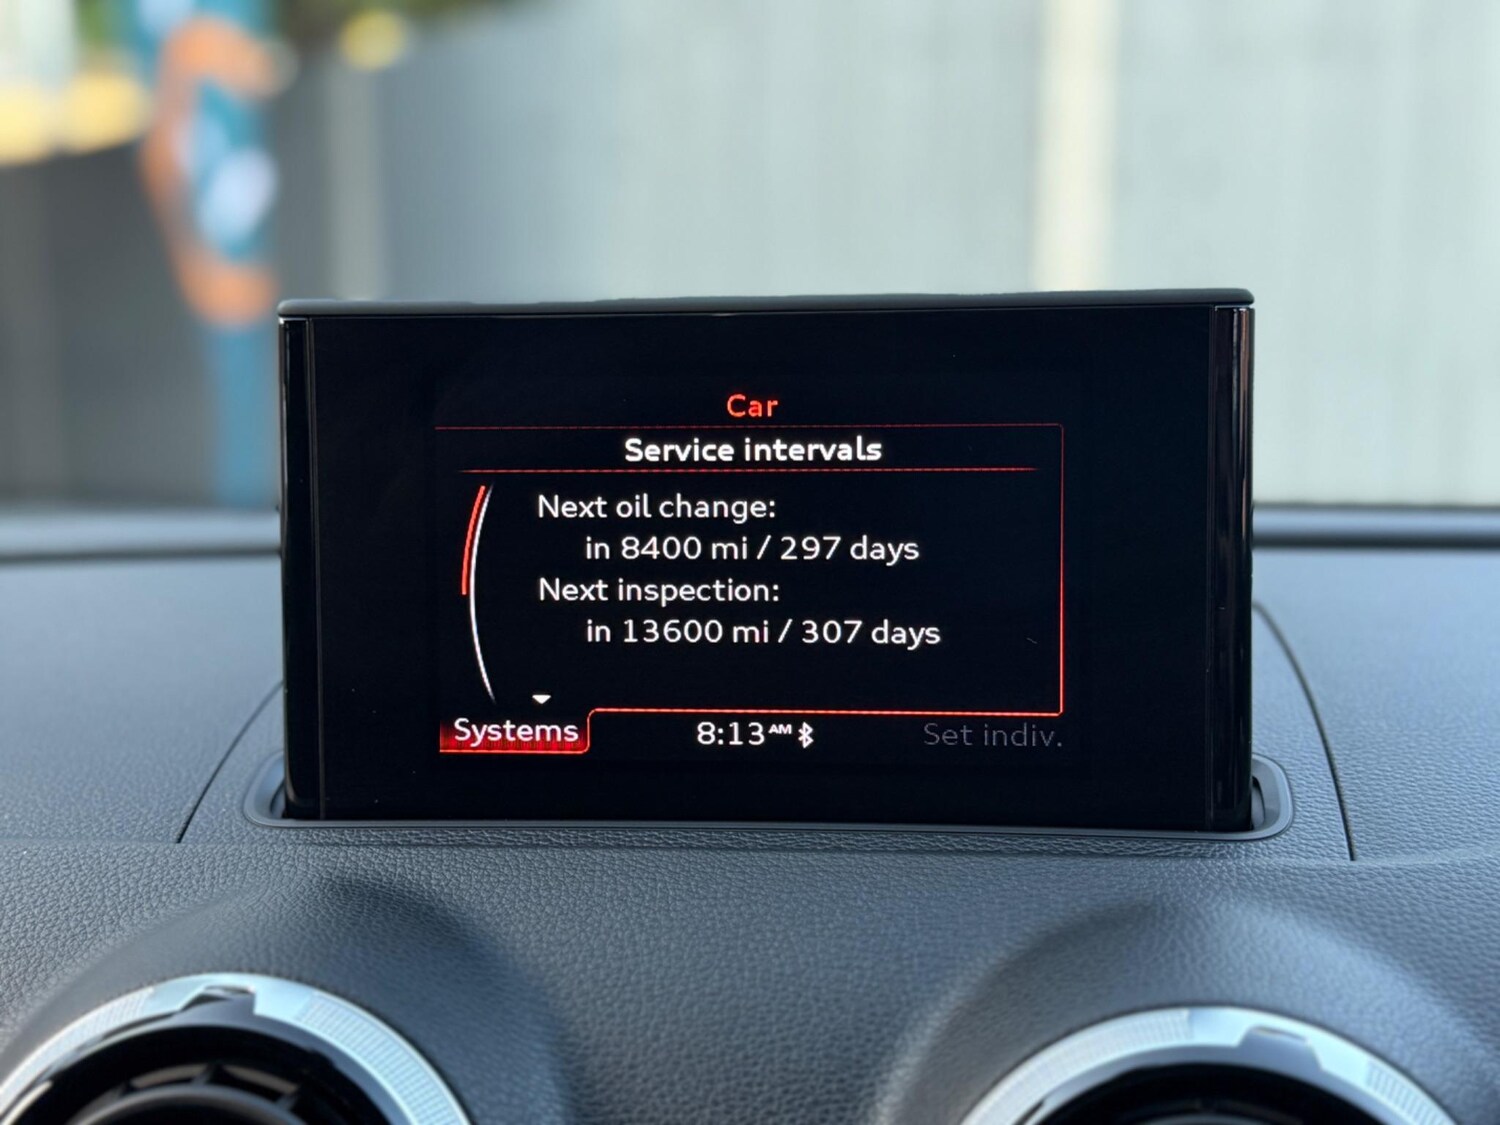 Car
Service intervals
Next oil change:
in 8400 mi / 297 days
Next inspection:
in 13600 mi / 307 days
Systems
8:13 AM
Set indiv.